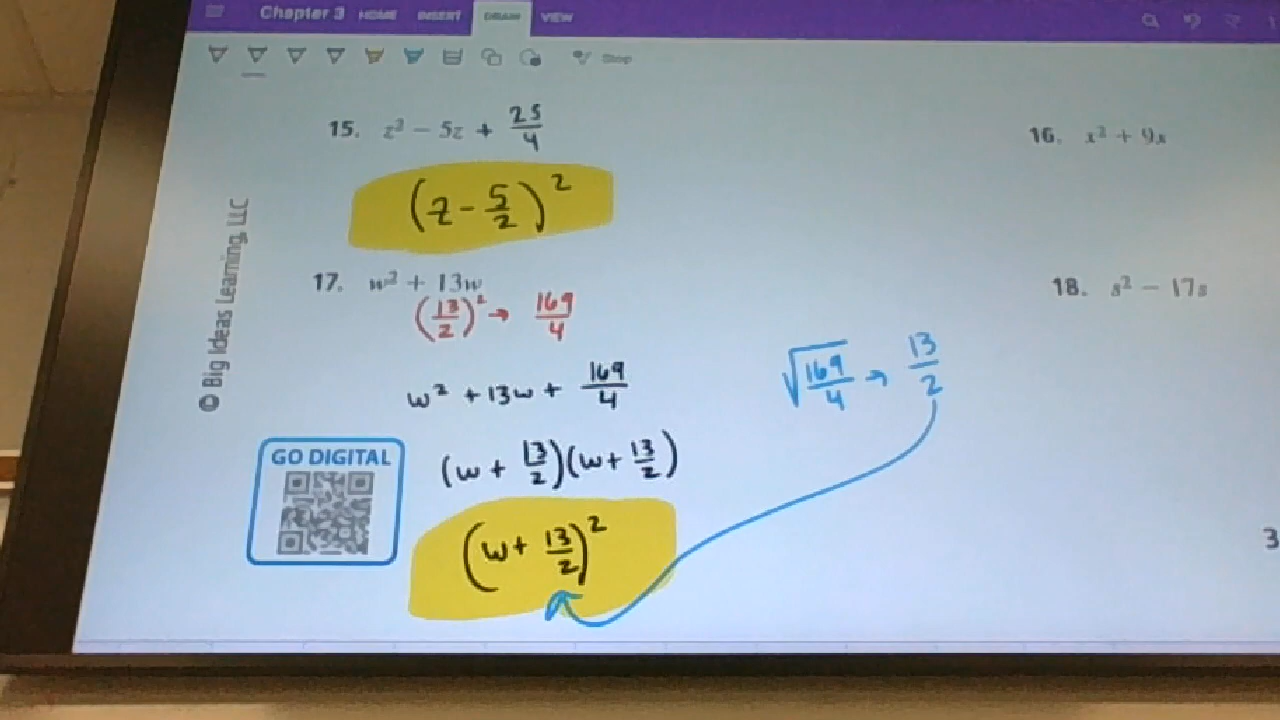 Chapter 3 HOME INSERT DRAW VIEW
Stop
15. z² − 5z + 25/4
(z − 5/2)²
16. x² + 9x
17. w² + 13w
(13/2)² → 169/4
18. s² − 17s
√(169/4) → 13/2
w² + 13w + 169/4
(w + 13/2)(w + 13/2)
(w + 13/2)²
© Big Ideas Learning, LLC
GO DIGITAL
3